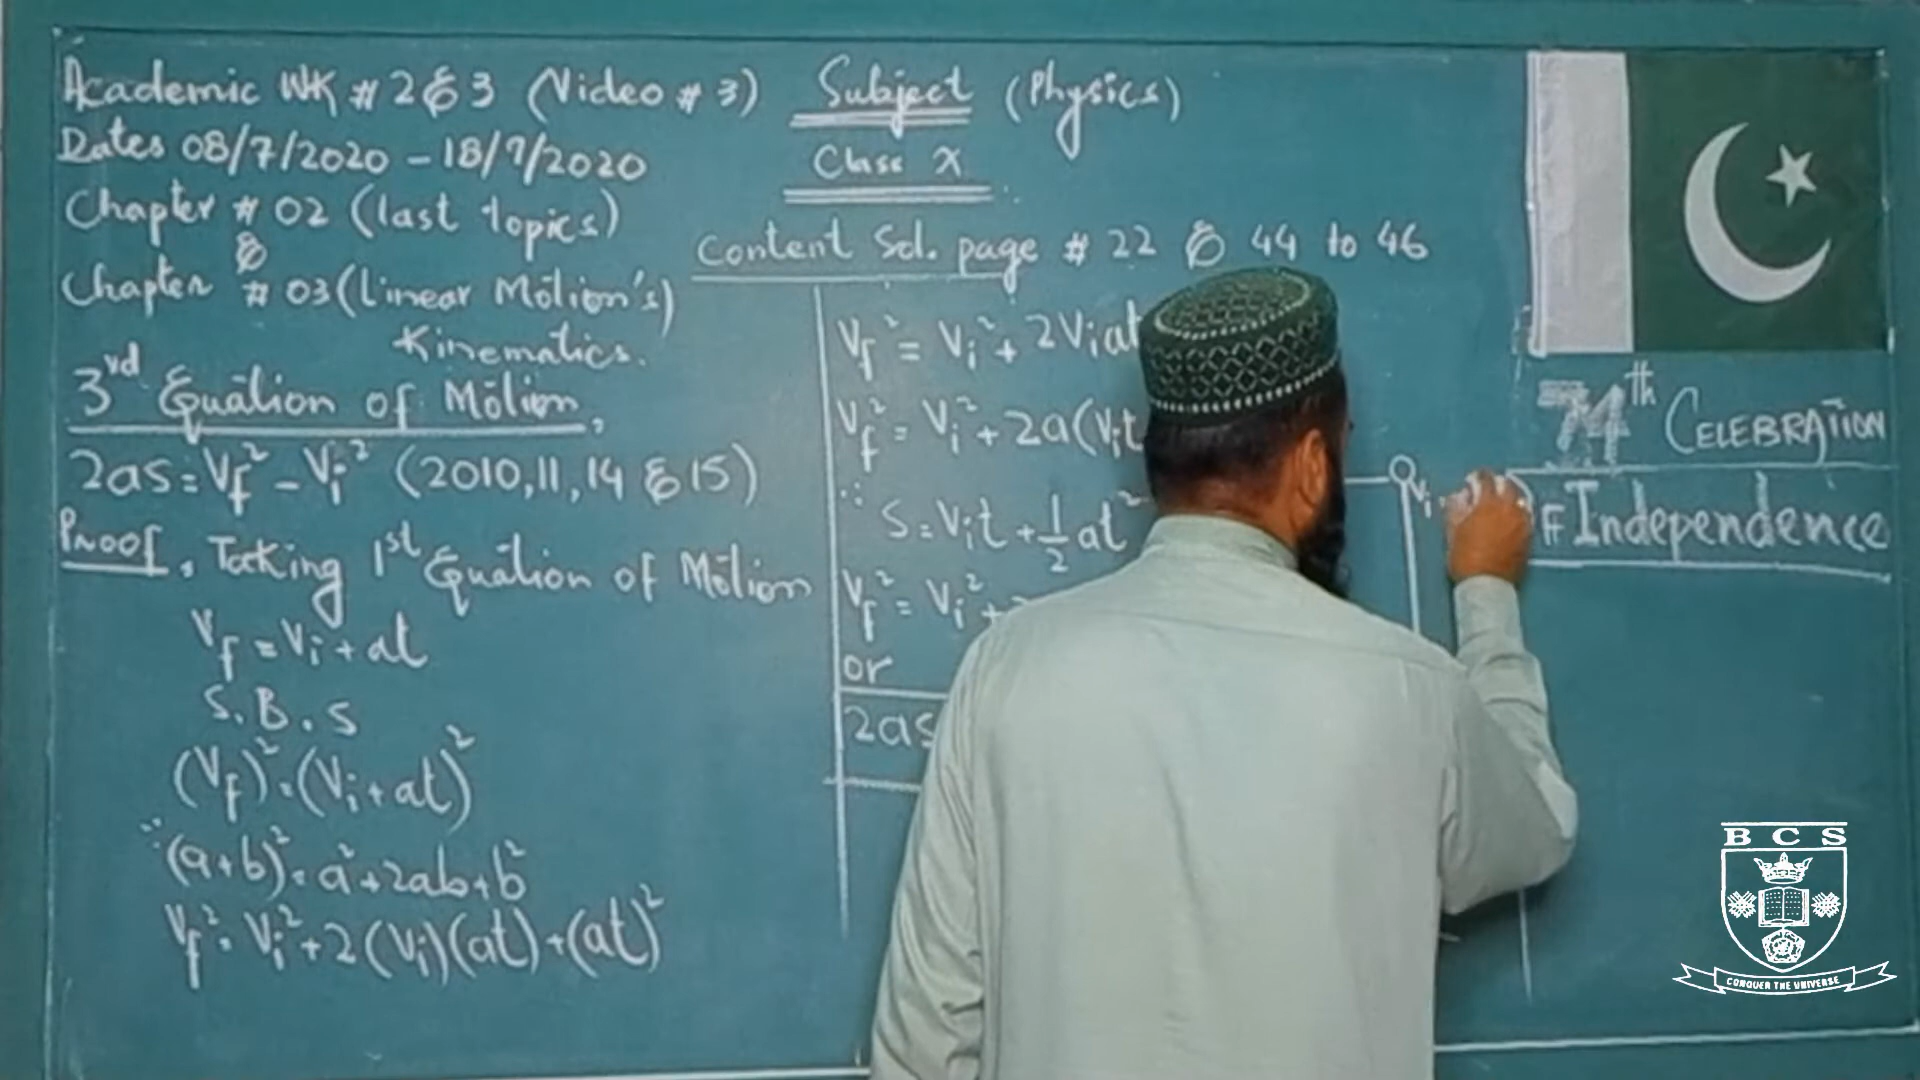 Academic WK # 2 & 3 (Video # 3)
Subject (Physics)
Dates 08/7/2020 - 18/7/2020
Class X
Chapter # 02 (last topics)
&
Content Sel. page # 22 & 44 to 46
Chapter # 03 (Linear Motion's)
Kinematics.
3rd Equation of Motion,
2as = Vf² - Vi² (2010, 11, 14 & 15)
Proof, Taking 1st Equation of Motion
Vf = Vi + at
S.B.S
(Vf)² = (Vi + at)²
∵ (a+b)² = a² + 2ab + b²
Vf² = Vi² + 2(Vi)(at) + (at)²
Vf² = Vi² + 2Viat
Vf² = Vi² + 2a(Vit
∴ S = Vit + 1/2 at²
Vf² = Vi² +
or
2as
Vi
74th CELEBRATION
F Independence
BCS
CONQUER THE UNIVERSE